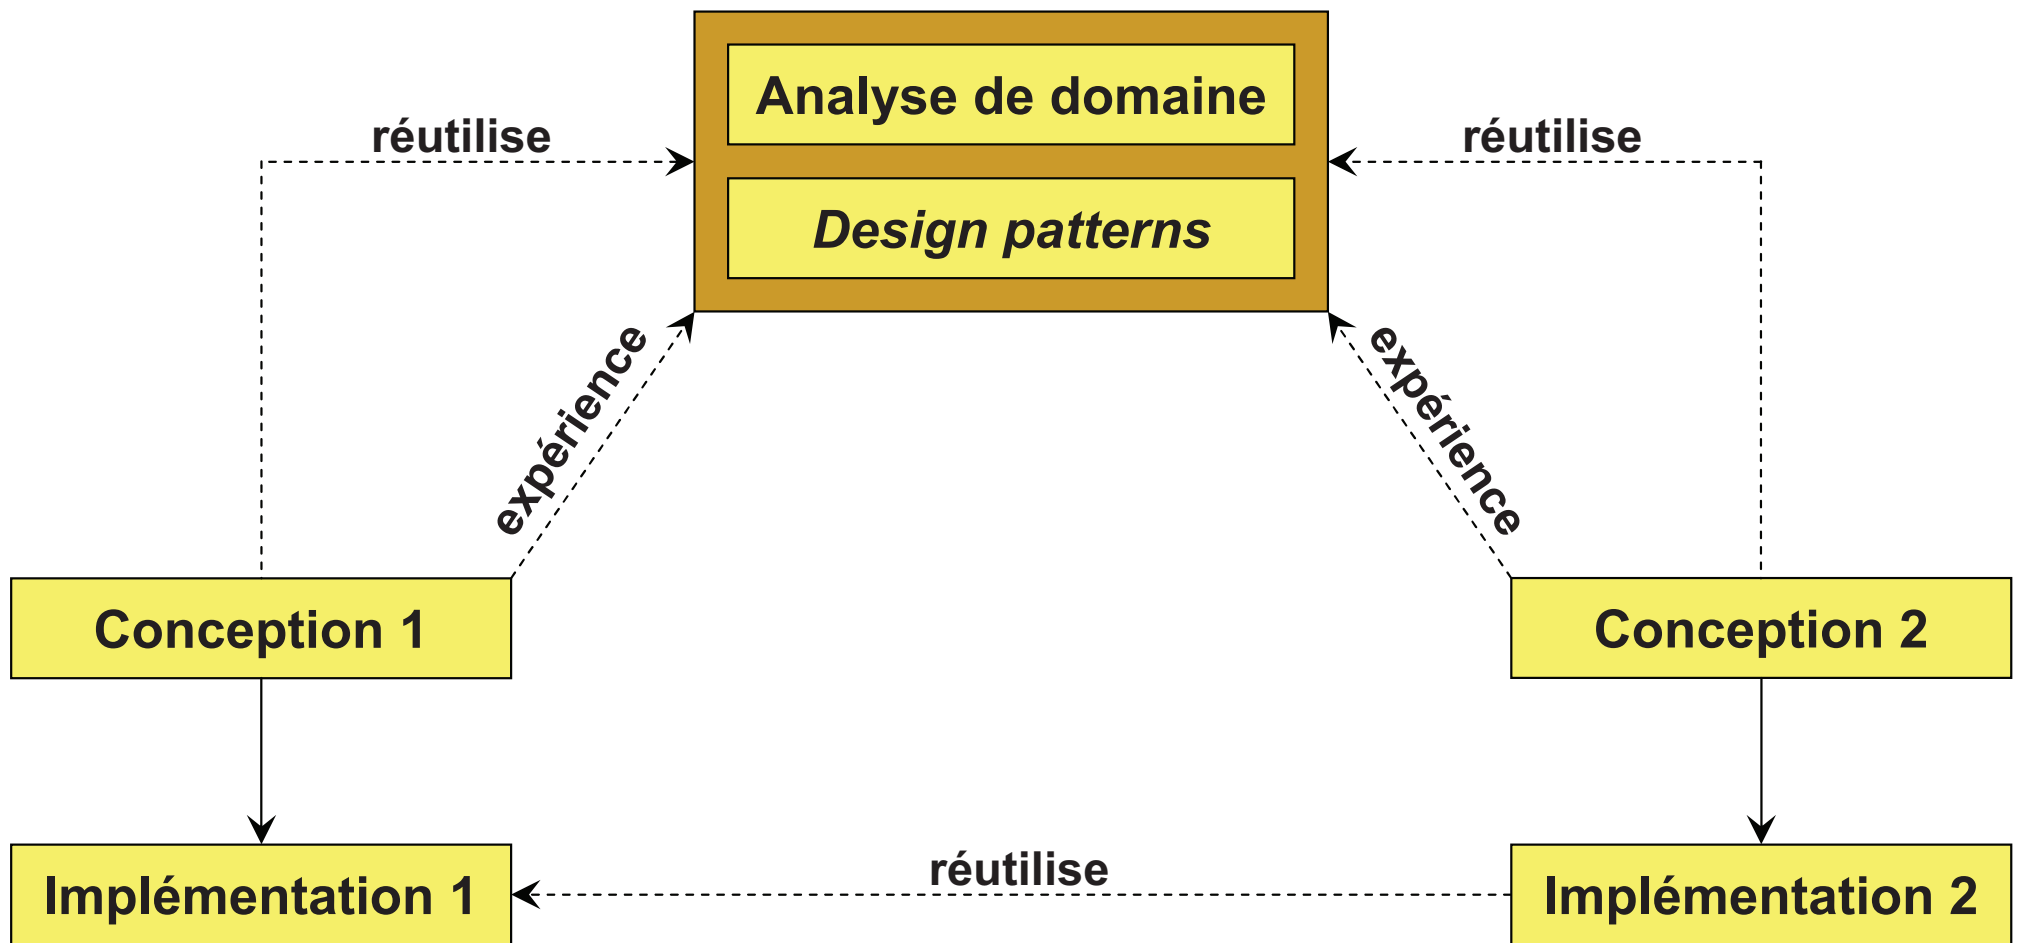 Analyse de domaine
réutilise
réutilise
Design patterns
expérience
expérience
Conception 1
Conception 2
réutilise
Implémentation 1
Implémentation 2